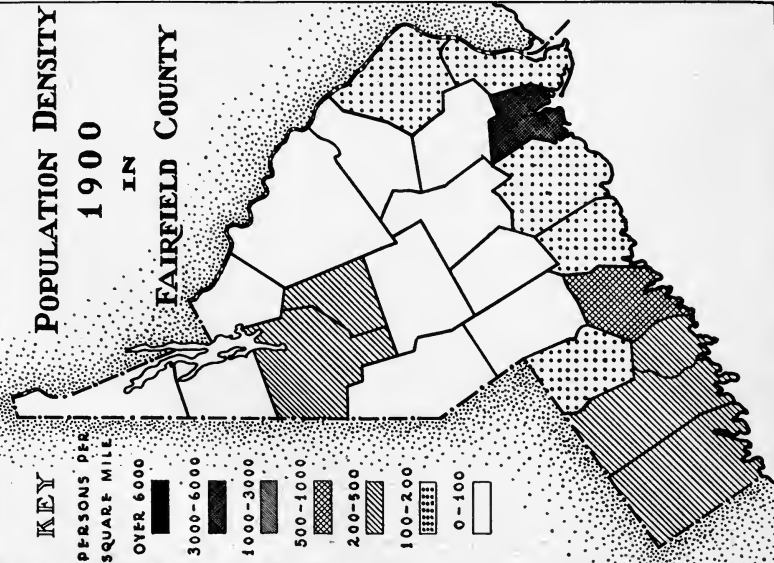 POPULATION DENSITY
1900
IN
FAIRFIELD COUNTY
KEY
PERSONS PER
SQUARE MILE
OVER 6000
3000-6000
1000-3000
500-1000
200-500
100-200
0-100